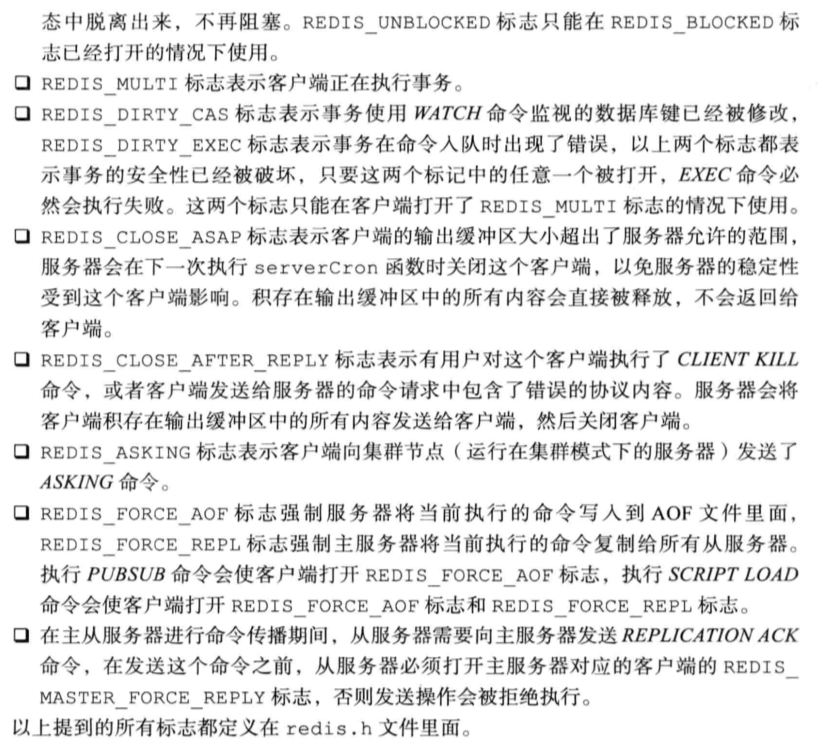 态中脱离出来，不再阻塞。REDIS_UNBLOCKED 标志只能在 REDIS_BLOCKED 标
志已经打开的情况下使用。
❑ REDIS_MULTI 标志表示客户端正在执行事务。
❑ REDIS_DIRTY_CAS 标志表示事务使用 WATCH 命令监视的数据库键已经被修改，
REDIS_DIRTY_EXEC 标志表示事务在命令入队时出现了错误，以上两个标志都表
示事务的安全性已经被破坏，只要这两个标记中的任意一个被打开，EXEC 命令必
然会执行失败。这两个标志只能在客户端打开了 REDIS_MULTI 标志的情况下使用。
❑ REDIS_CLOSE_ASAP 标志表示客户端的输出缓冲区大小超出了服务器允许的范围，
服务器会在下一次执行 serverCron 函数时关闭这个客户端，以免服务器的稳定性
受到这个客户端影响。积存在输出缓冲区中的所有内容会直接被释放，不会返回给
客户端。
❑ REDIS_CLOSE_AFTER_REPLY 标志表示有用户对这个客户端执行了 CLIENT KILL
命令，或者客户端发送给服务器的命令请求中包含了错误的协议内容。服务器会将
客户端积存在输出缓冲区中的所有内容发送给客户端，然后关闭客户端。
❑ REDIS_ASKING 标志表示客户端向集群节点（运行在集群模式下的服务器）发送了
ASKING 命令。
❑ REDIS_FORCE_AOF 标志强制服务器将当前执行的命令写入到 AOF 文件里面，
REDIS_FORCE_REPL 标志强制主服务器将当前执行的命令复制给所有从服务器。
执行 PUBSUB 命令会使客户端打开 REDIS_FORCE_AOF 标志，执行 SCRIPT LOAD
命令会使客户端打开 REDIS_FORCE_AOF 标志和 REDIS_FORCE_REPL 标志。
❑ 在主从服务器进行命令传播期间，从服务器需要向主服务器发送 REPLICATION ACK
命令，在发送这个命令之前，从服务器必须打开主服务器对应的客户端的 REDIS_
MASTER_FORCE_REPLY 标志，否则发送操作会被拒绝执行。
以上提到的所有标志都定义在 redis.h 文件里面。